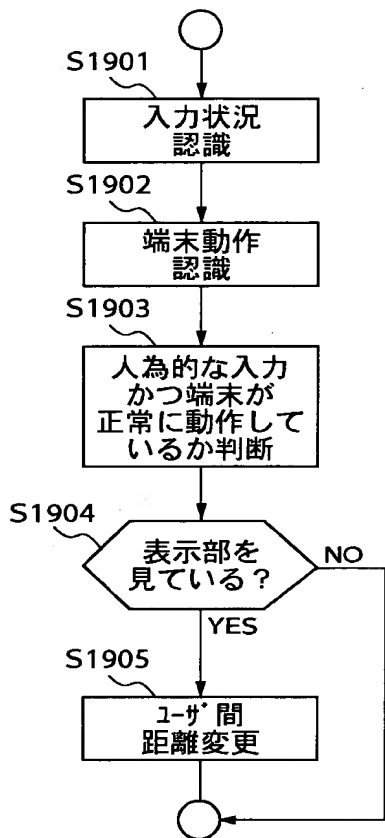 S1901
入力状況
認識
S1902
端末動作
認識
S1903
人為的な入力
かつ端末が
正常に動作して
いるか判断
S1904
表示部を
見ている？
NO
YES
S1905
ﾕｰｻﾞ間
距離変更